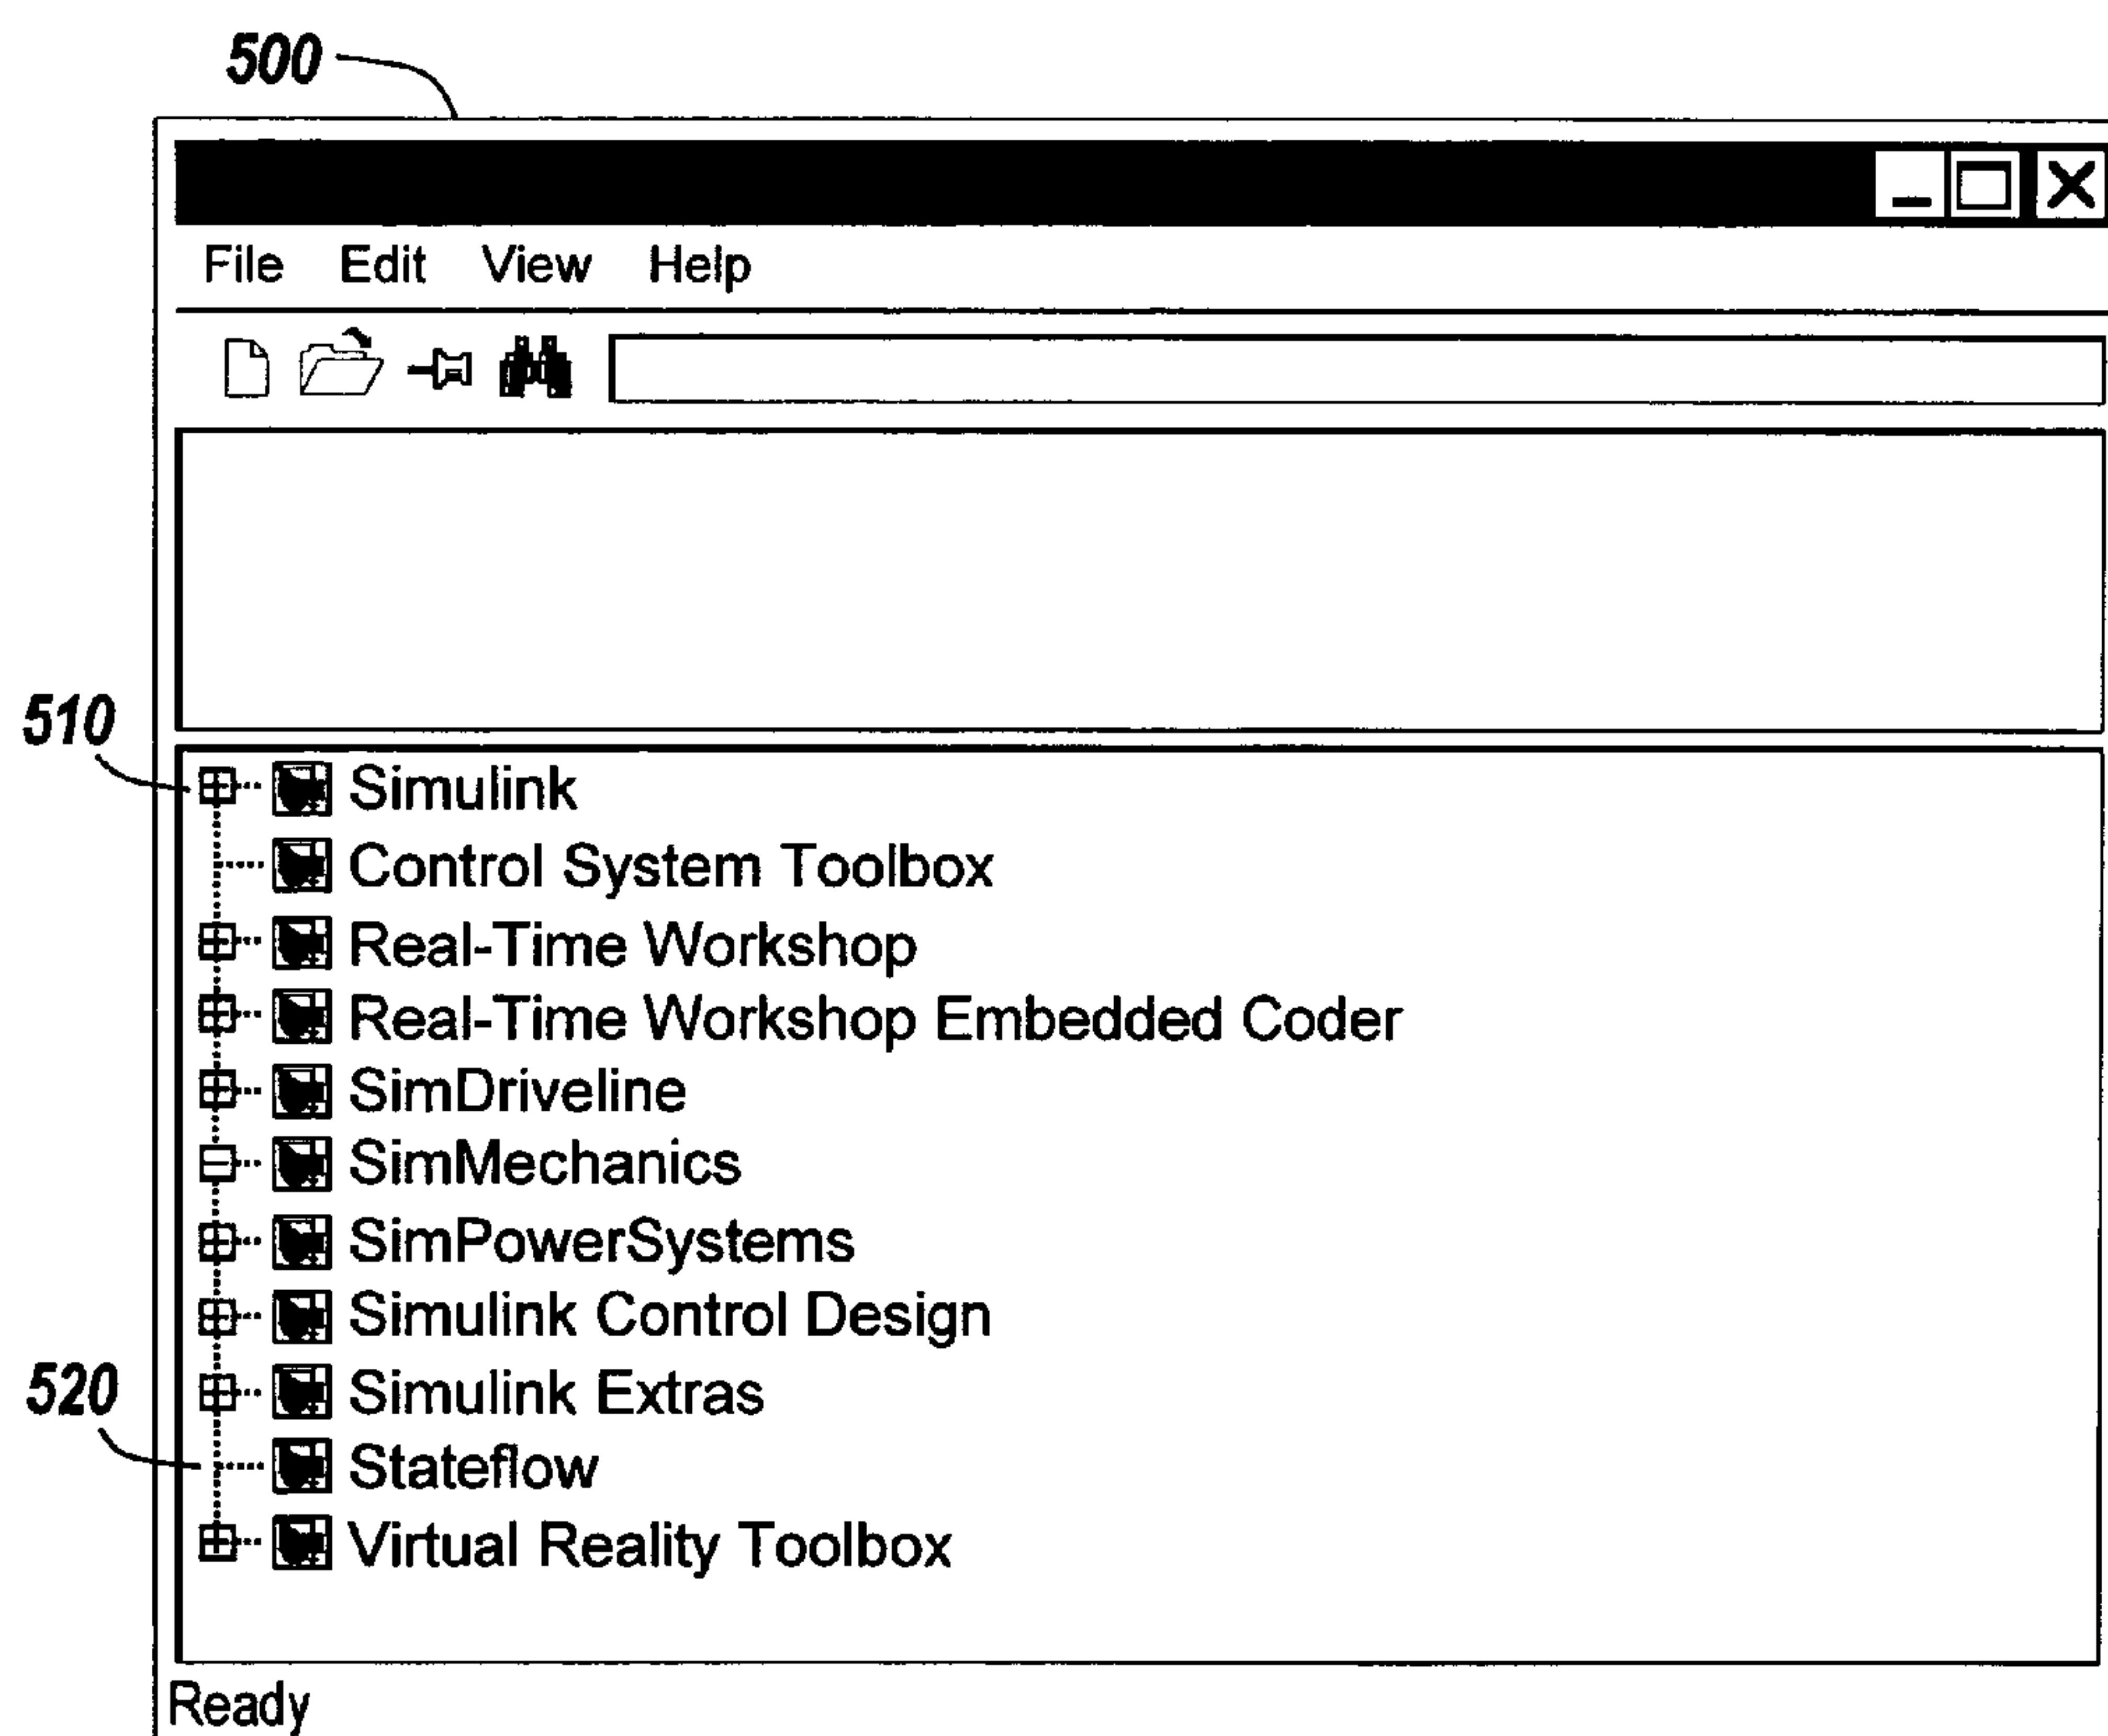 500
File Edit View Help
510
Simulink
Control System Toolbox
Real-Time Workshop
Real-Time Workshop Embedded Coder
SimDriveline
SimMechanics
SimPowerSystems
Simulink Control Design
520
Simulink Extras
Stateflow
Virtual Reality Toolbox
Ready